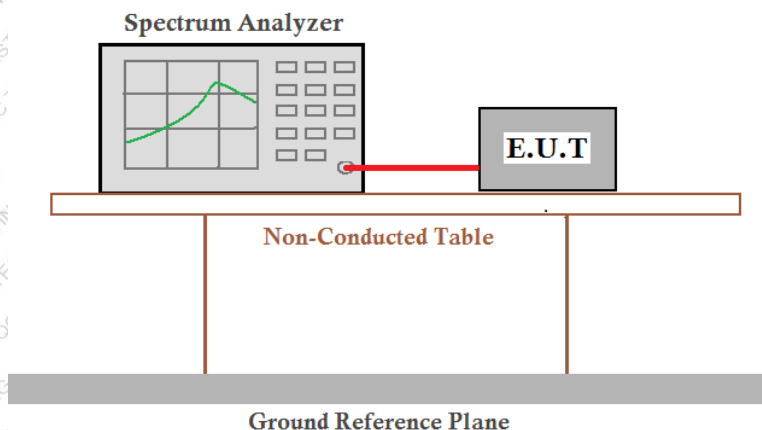 Spectrum Analyzer
E.U.T
Non-Conducted Table
Ground Reference Plane